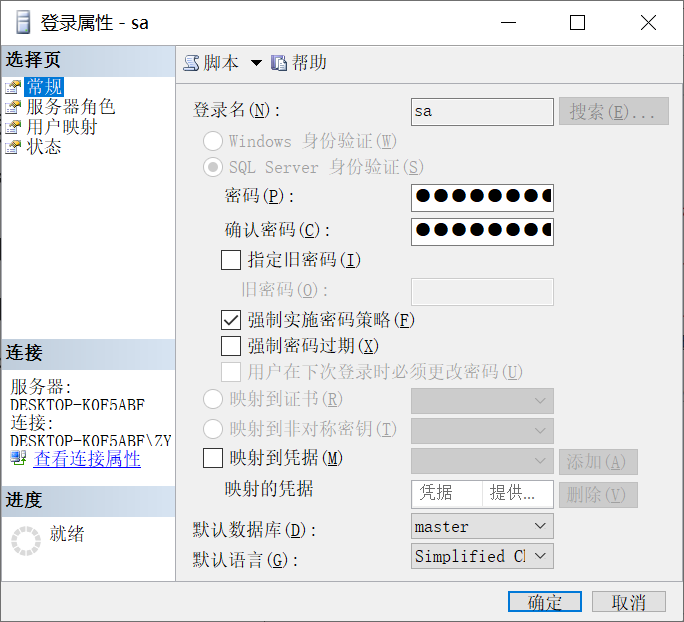 登录属性 - sa
选择页
常规
服务器角色
用户映射
状态
连接
服务器:
DESKTOP-K0F5ABF
连接:
DESKTOP-K0F5ABF\ZY
查看连接属性
进度
就绪
脚本 帮助
登录名(N): sa 搜索(E)...
Windows 身份验证(W)
SQL Server 身份验证(S)
密码(P): ●●●●●●●●
确认密码(C): ●●●●●●●●
指定旧密码(I)
旧密码(O):
强制实施密码策略(F)
强制密码过期(X)
用户在下次登录时必须更改密码(U)
映射到证书(R)
映射到非对称密钥(T)
映射到凭据(M) 添加(A)
映射的凭据 凭据 提供... 删除(V)
默认数据库(D): master
默认语言(G): Simplified Cl
确定 取消